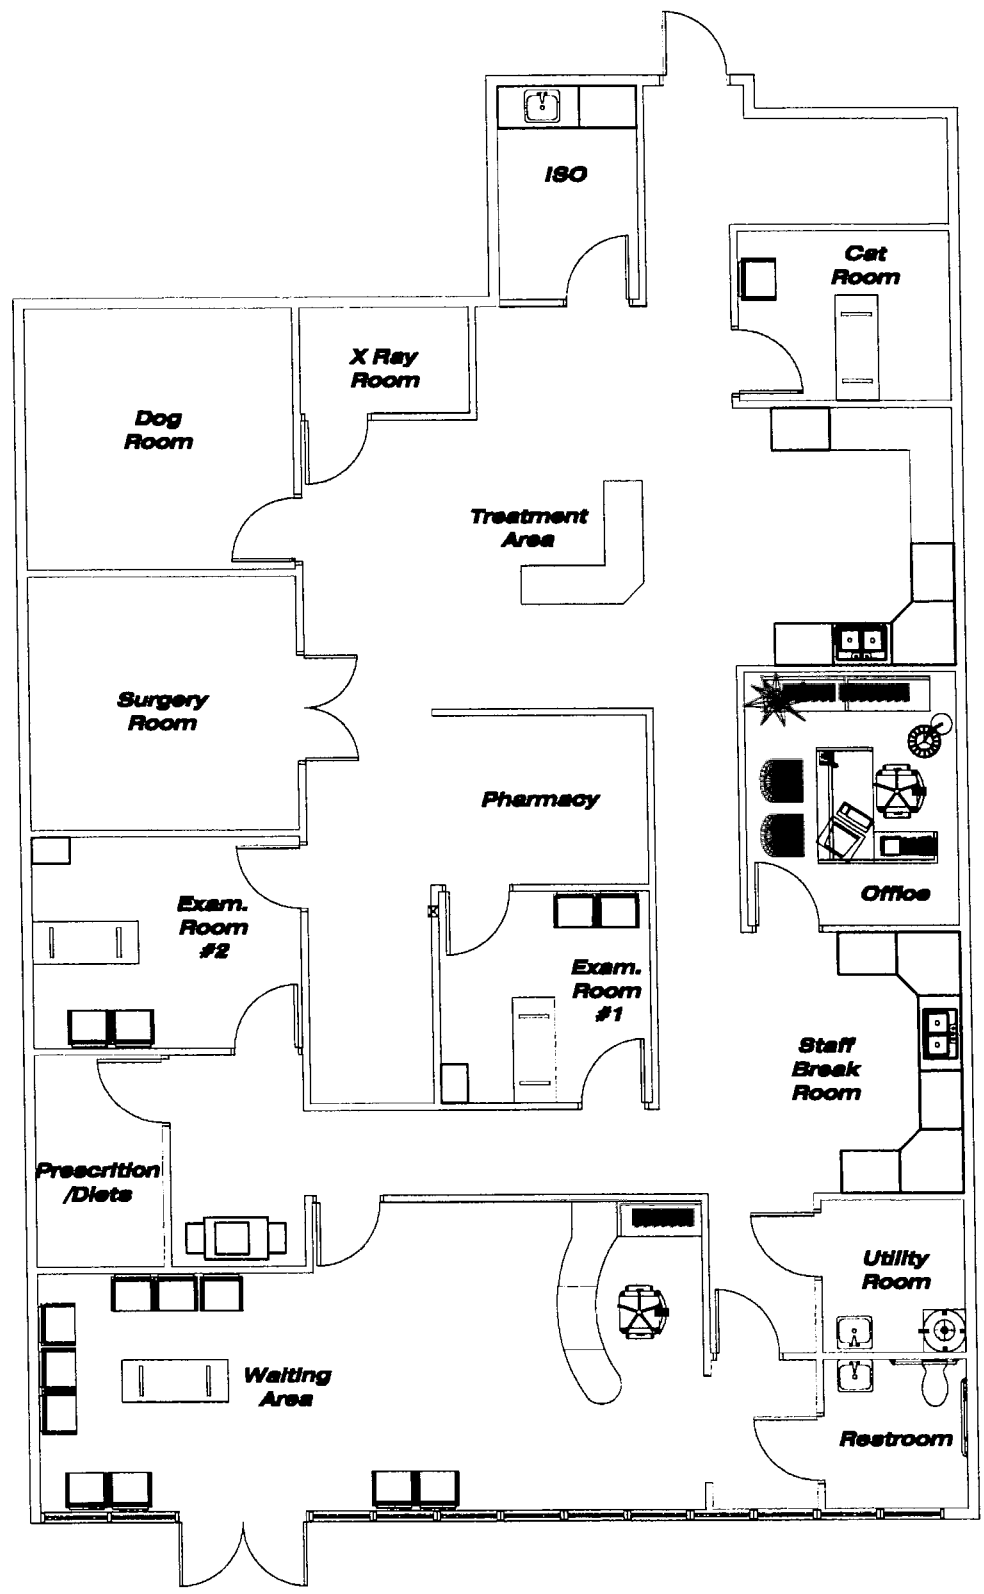 ISO
Cat
Room
X Ray
Room
Dog
Room
Treatment
Area
Surgery
Room
Pharmacy
Office
Exam.
Room
#2
Exam.
Room
#1
Staff
Break
Room
Prescrition
/Diets
Utility
Room
Waiting
Area
Restroom